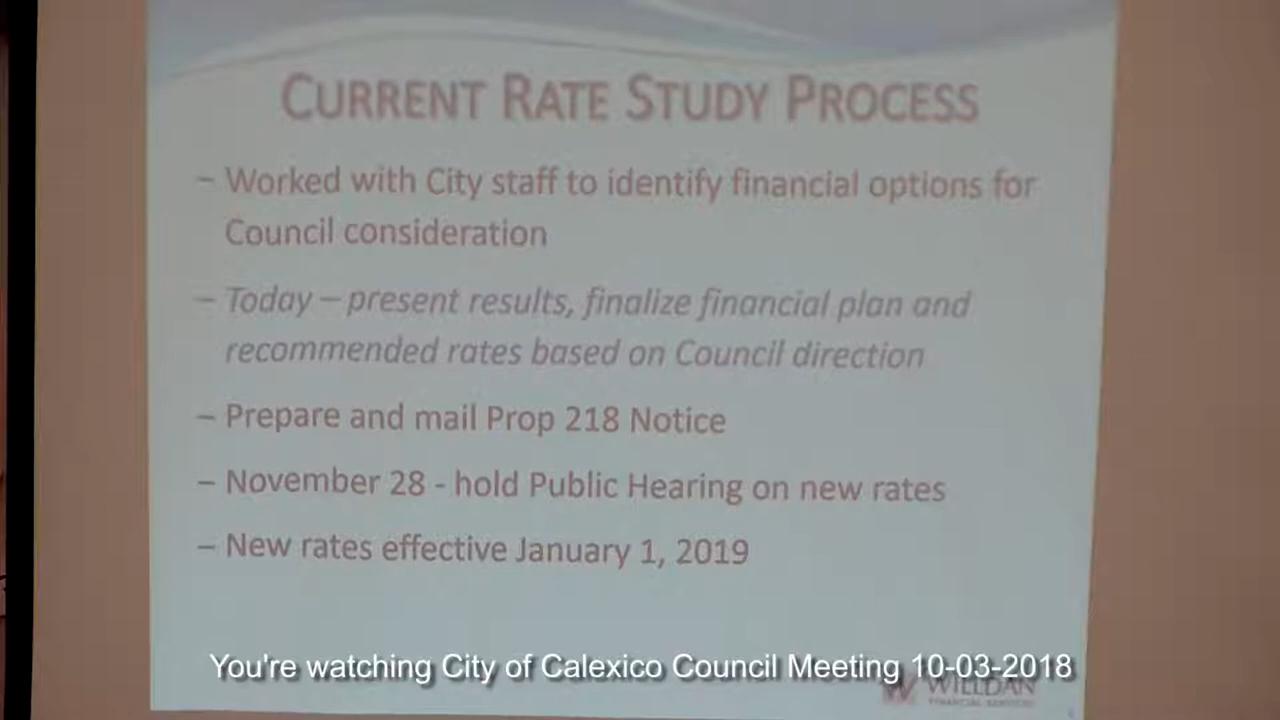 CURRENT RATE STUDY PROCESS
– Worked with City staff to identify financial options for
Council consideration
– Today – present results, finalize financial plan and
recommended rates based on Council direction
– Prepare and mail Prop 218 Notice
– November 28 - hold Public Hearing on new rates
– New rates effective January 1, 2019
You're watching City of Calexico Council Meeting 10-03-2018
WILLDAN
FINANCIAL SERVICES